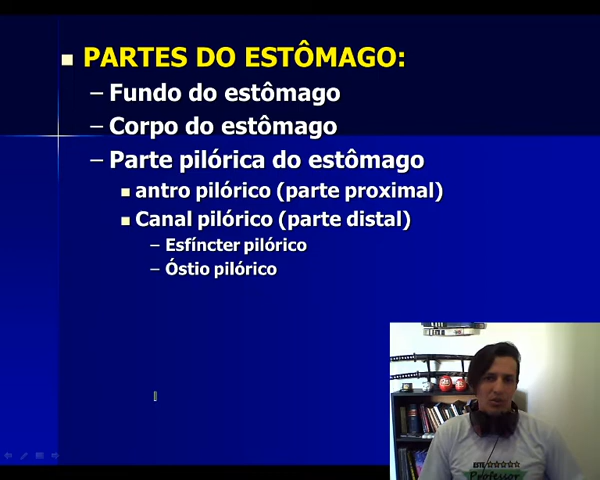 PARTES DO ESTÔMAGO:
– Fundo do estômago
– Corpo do estômago
– Parte pilórica do estômago
antro pilórico (parte proximal)
Canal pilórico (parte distal)
– Esfíncter pilórico
– Óstio pilórico
Professor